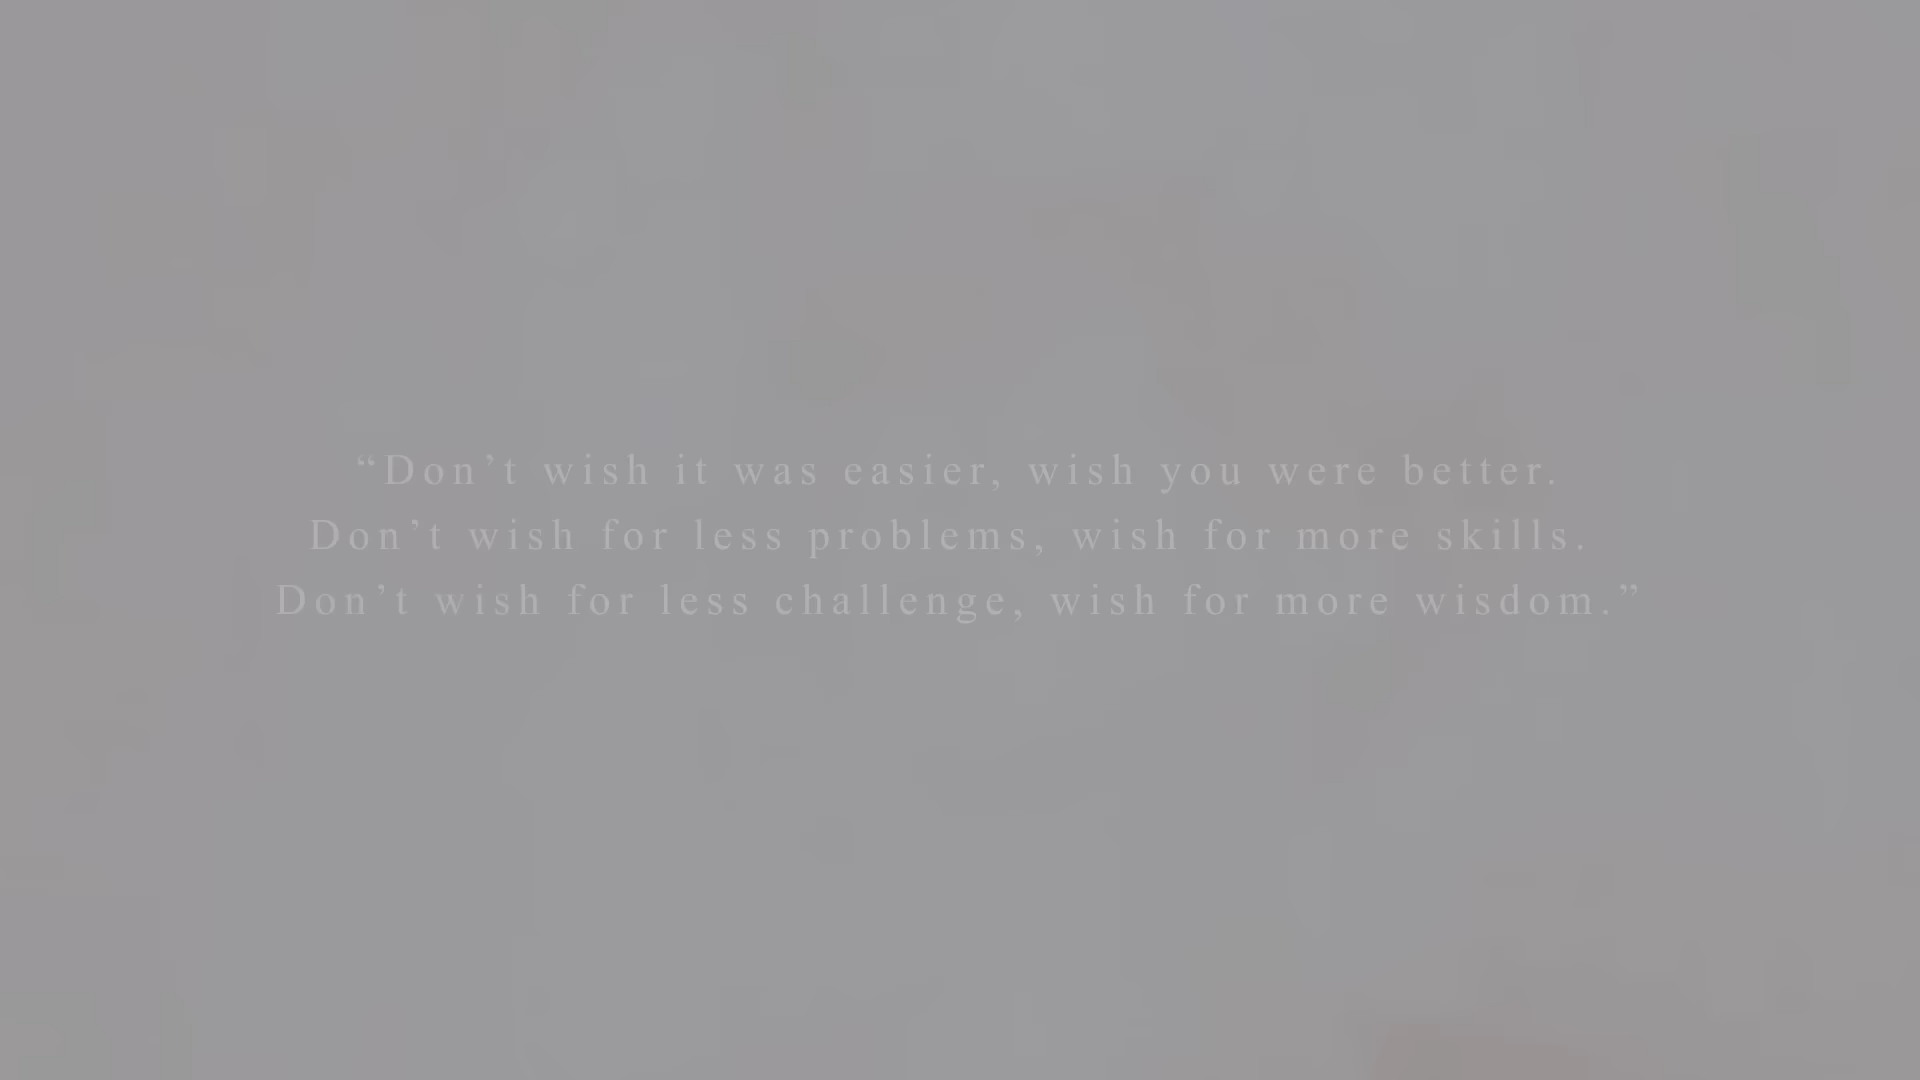 “Don’t wish it was easier, wish you were better.
Don’t wish for less problems, wish for more skills.
Don’t wish for less challenge, wish for more wisdom.”